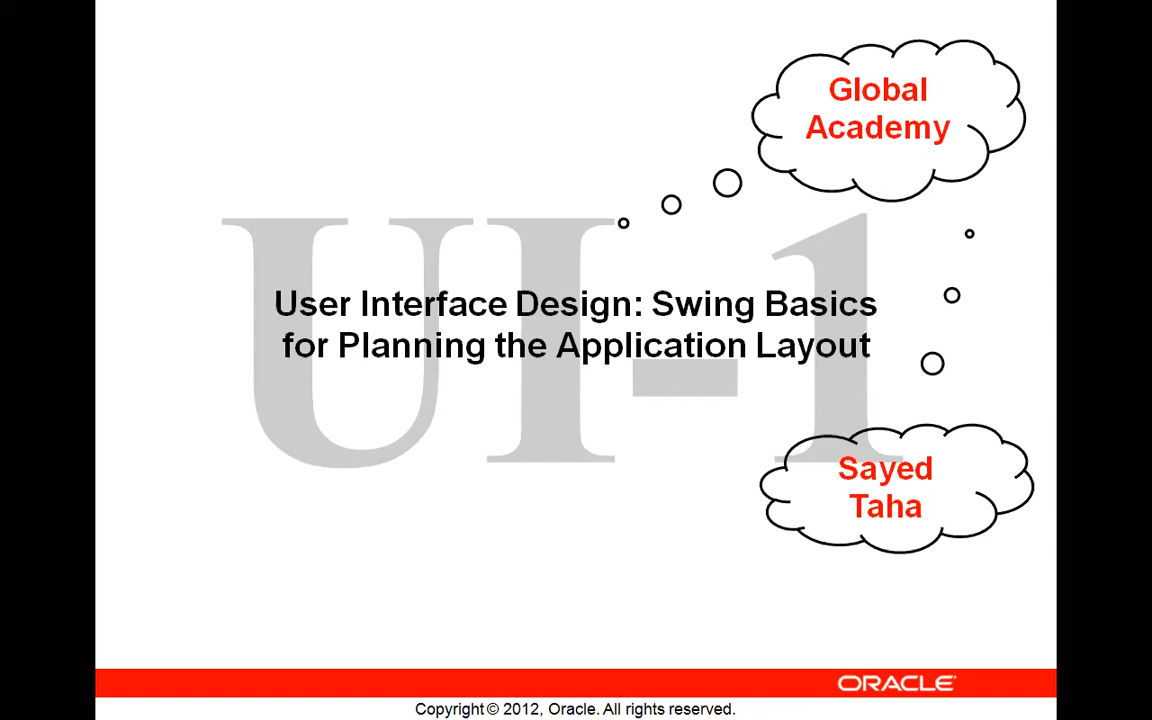 Global
Academy
UI-1
User Interface Design: Swing Basics
for Planning the Application Layout
Sayed
Taha
ORACLE
Copyright © 2012, Oracle. All rights reserved.